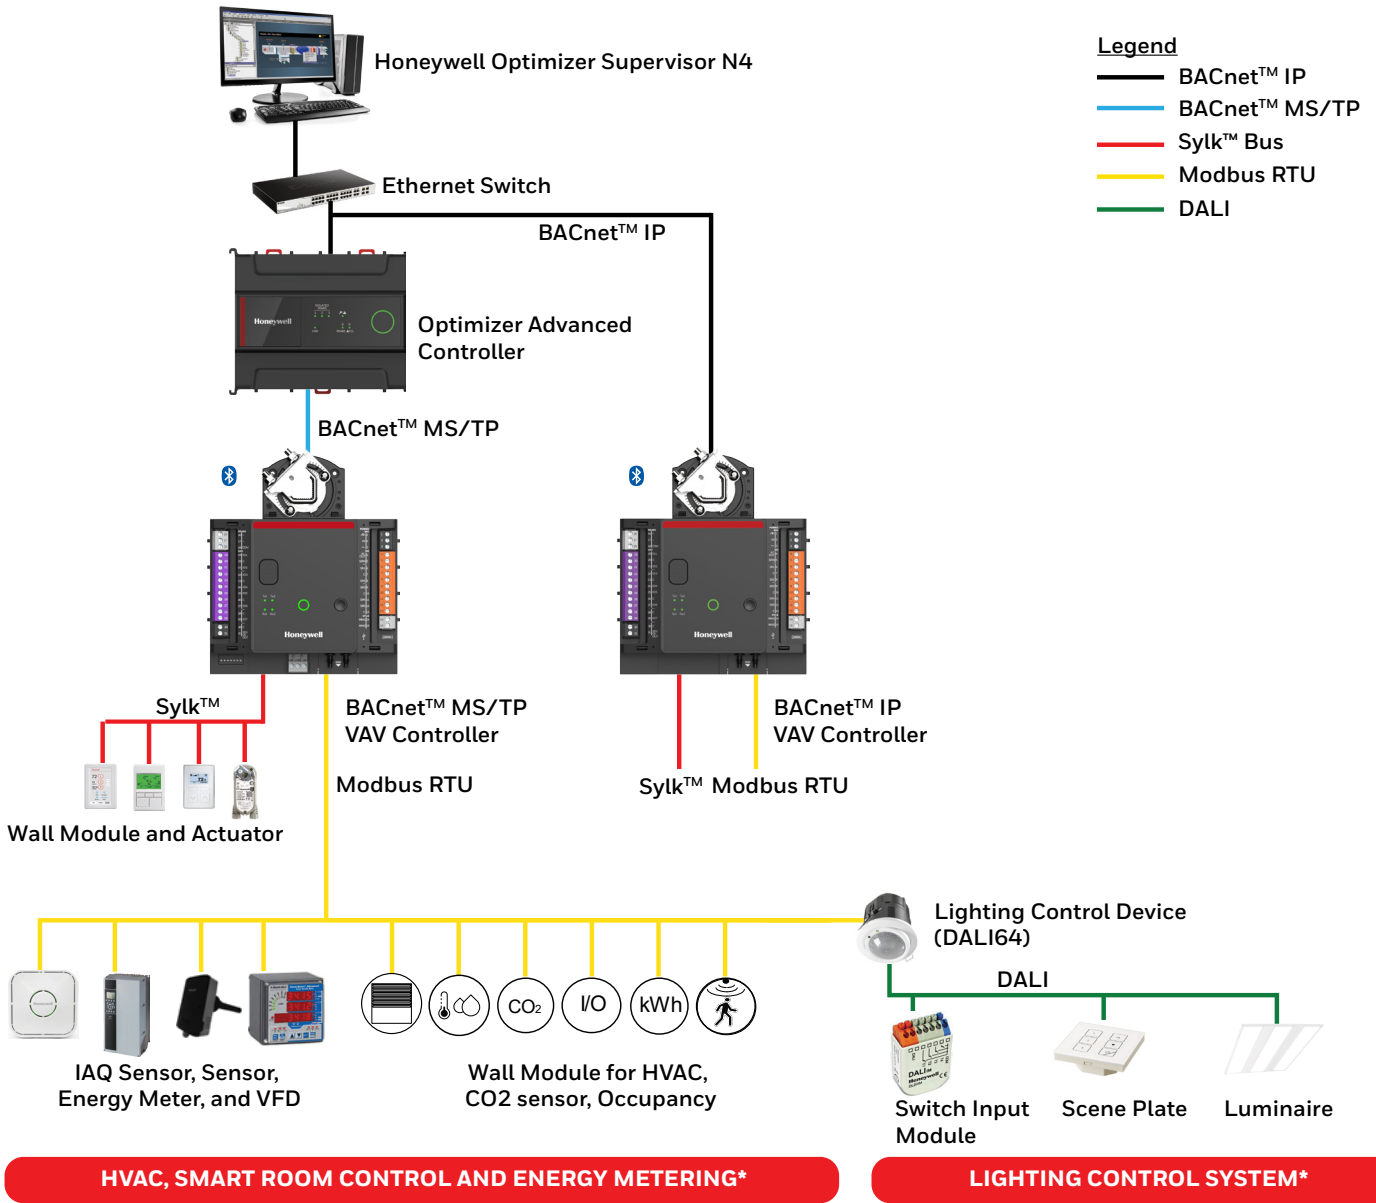 Honeywell Optimizer Supervisor N4
Legend
BACnet™ IP
BACnet™ MS/TP
Sylk™ Bus
Modbus RTU
DALI
Ethernet Switch
BACnet™ IP
Honeywell
Optimizer Advanced
Controller
BACnet™ MS/TP
Honeywell
Honeywell
Sylk™
BACnet™ MS/TP
VAV Controller
Modbus RTU
BACnet™ IP
VAV Controller
Sylk™ Modbus RTU
Wall Module and Actuator
Lighting Control Device
(DALI64)
DALI
CO2
I/O
kWh
DALI
Honeywell
IAQ Sensor, Sensor,
Energy Meter, and VFD
Wall Module for HVAC,
CO2 sensor, Occupancy
Switch Input
Module
Scene Plate
Luminaire
HVAC, SMART ROOM CONTROL AND ENERGY METERING*
LIGHTING CONTROL SYSTEM*